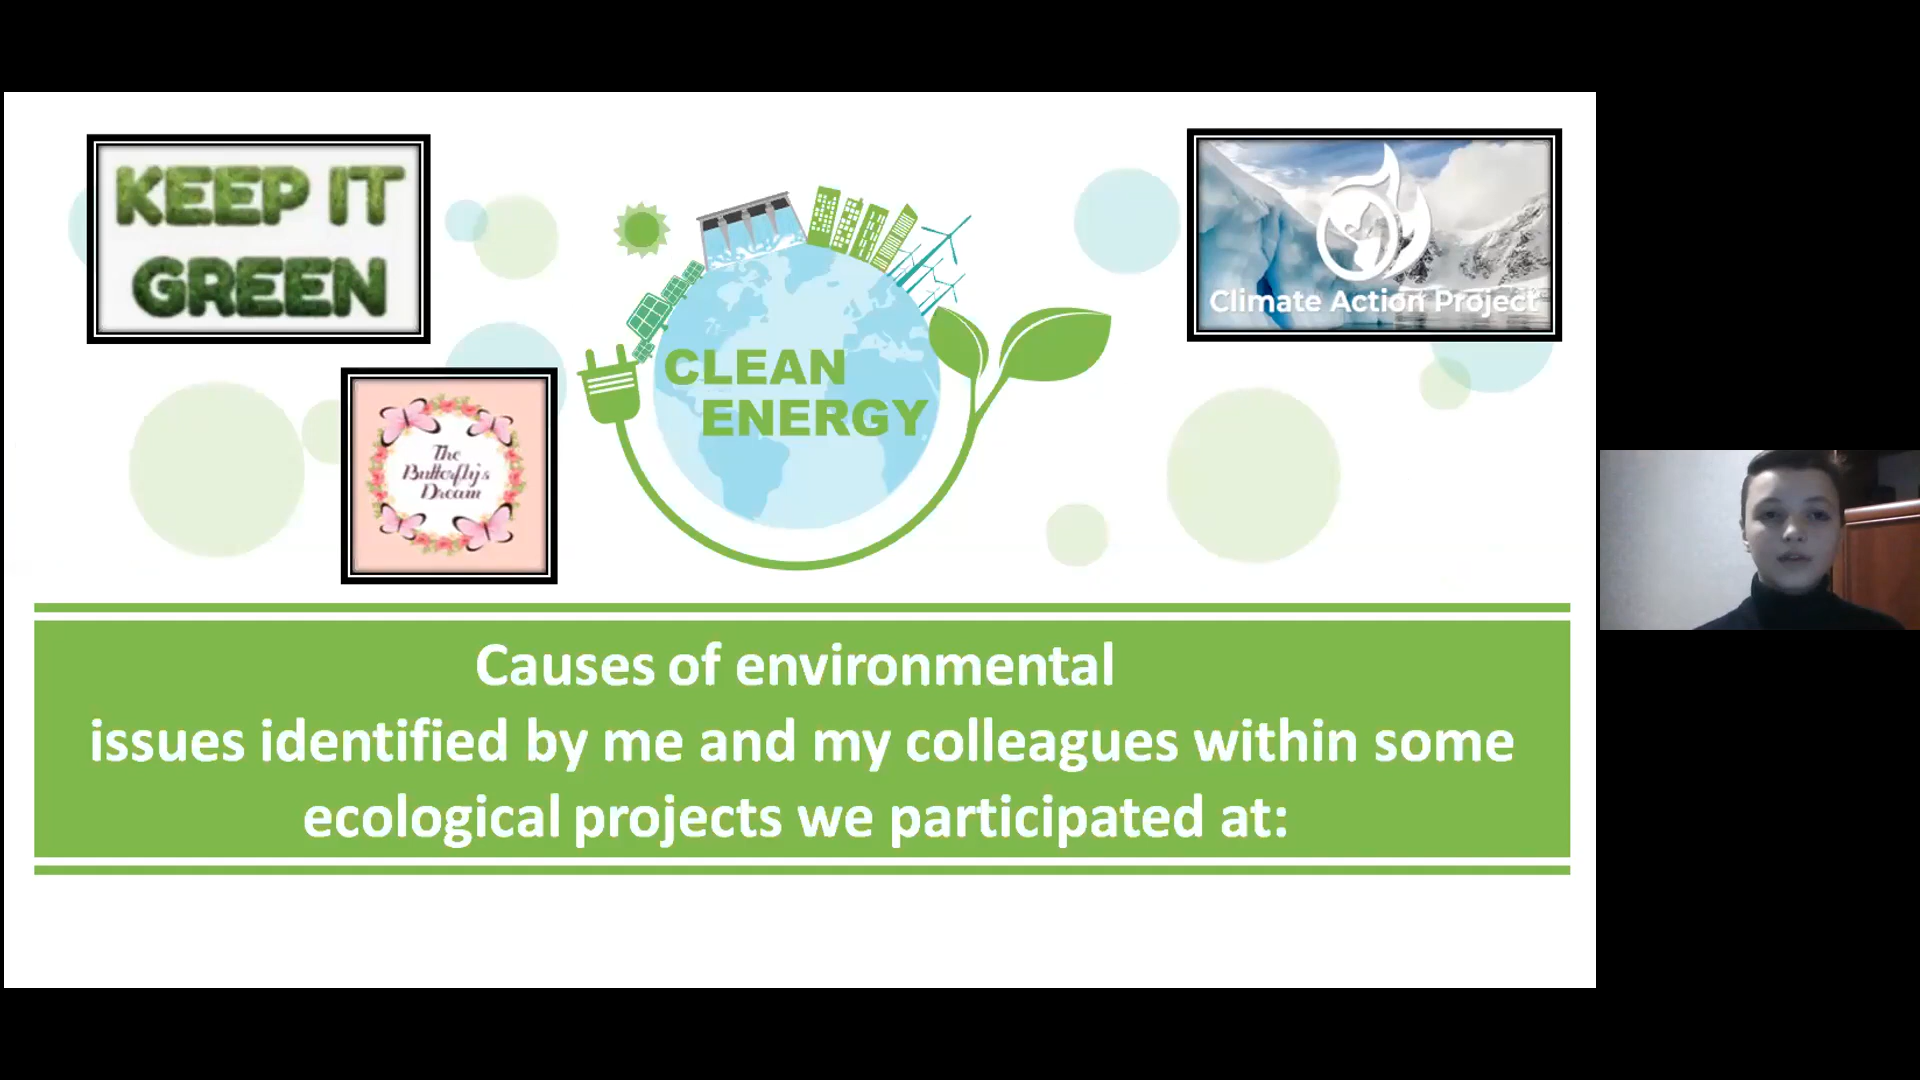 KEEP IT
GREEN
Climate Action Project
CLEAN
ENERGY
The
Butterfly's
Dream
Causes of environmental
issues identified by me and my colleagues within some
ecological projects we participated at: